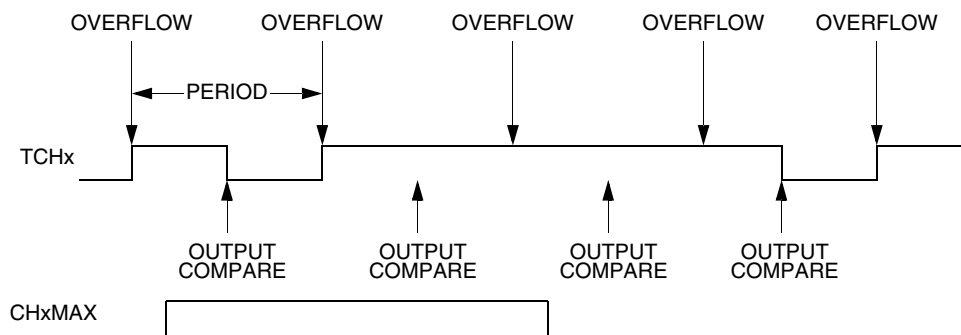 OVERFLOW OVERFLOW OVERFLOW OVERFLOW OVERFLOW
PERIOD
TCHx
OUTPUT COMPARE
OUTPUT COMPARE
OUTPUT COMPARE
OUTPUT COMPARE
CHxMAX